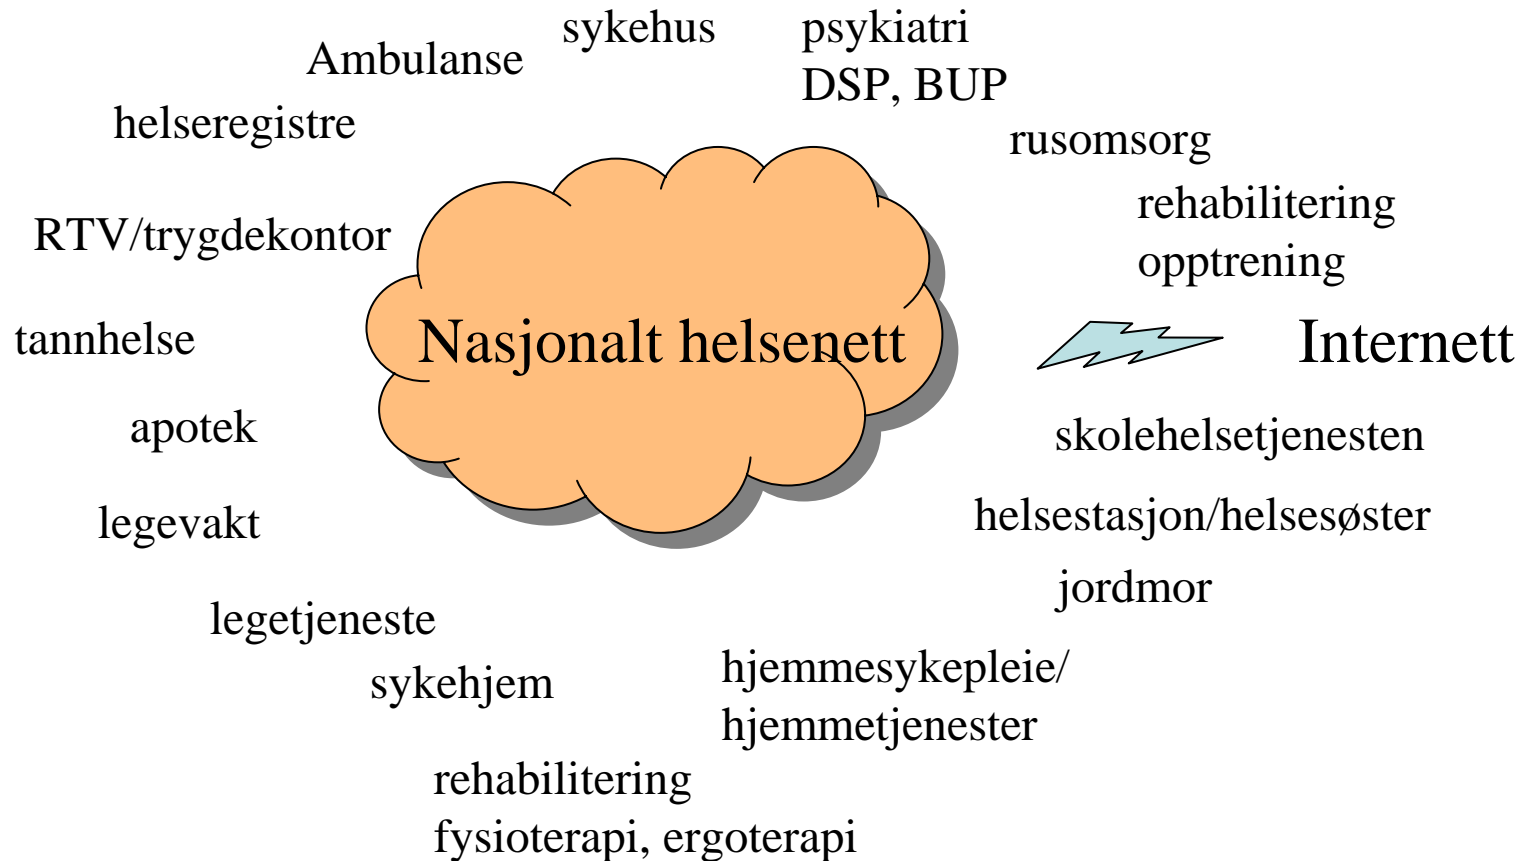 sykehus
psykiatri
DSP, BUP
Ambulanse
helseregistre
rusomsorg
rehabilitering
opptrening
RTV/trygdekontor
tannhelse
Nasjonalt helsenett
Internett
apotek
skolehelsetjenesten
legevakt
helsestasjon/helsesøster
jordmor
legetjeneste
sykehjem
hjemmesykepleie/
hjemmetjenester
rehabilitering
fysioterapi, ergoterapi